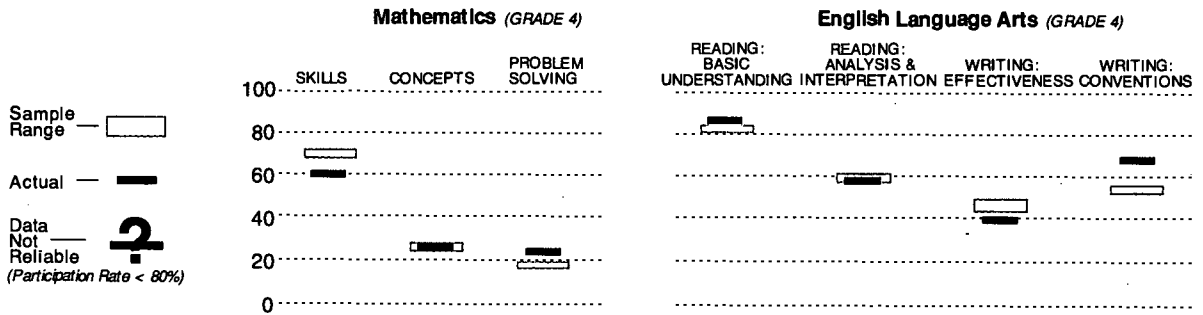 Mathematics (GRADE 4)
English Language Arts (GRADE 4)
SKILLS
CONCEPTS
PROBLEM
SOLVING
READING:
BASIC
UNDERSTANDING
READING:
ANALYSIS &
INTERPRETATION
WRITING:
EFFECTIVENESS
WRITING:
CONVENTIONS
Sample
Range
Actual
Data
Not
Reliable
(Participation Rate < 80%)
?
100
80
60
40
20
0